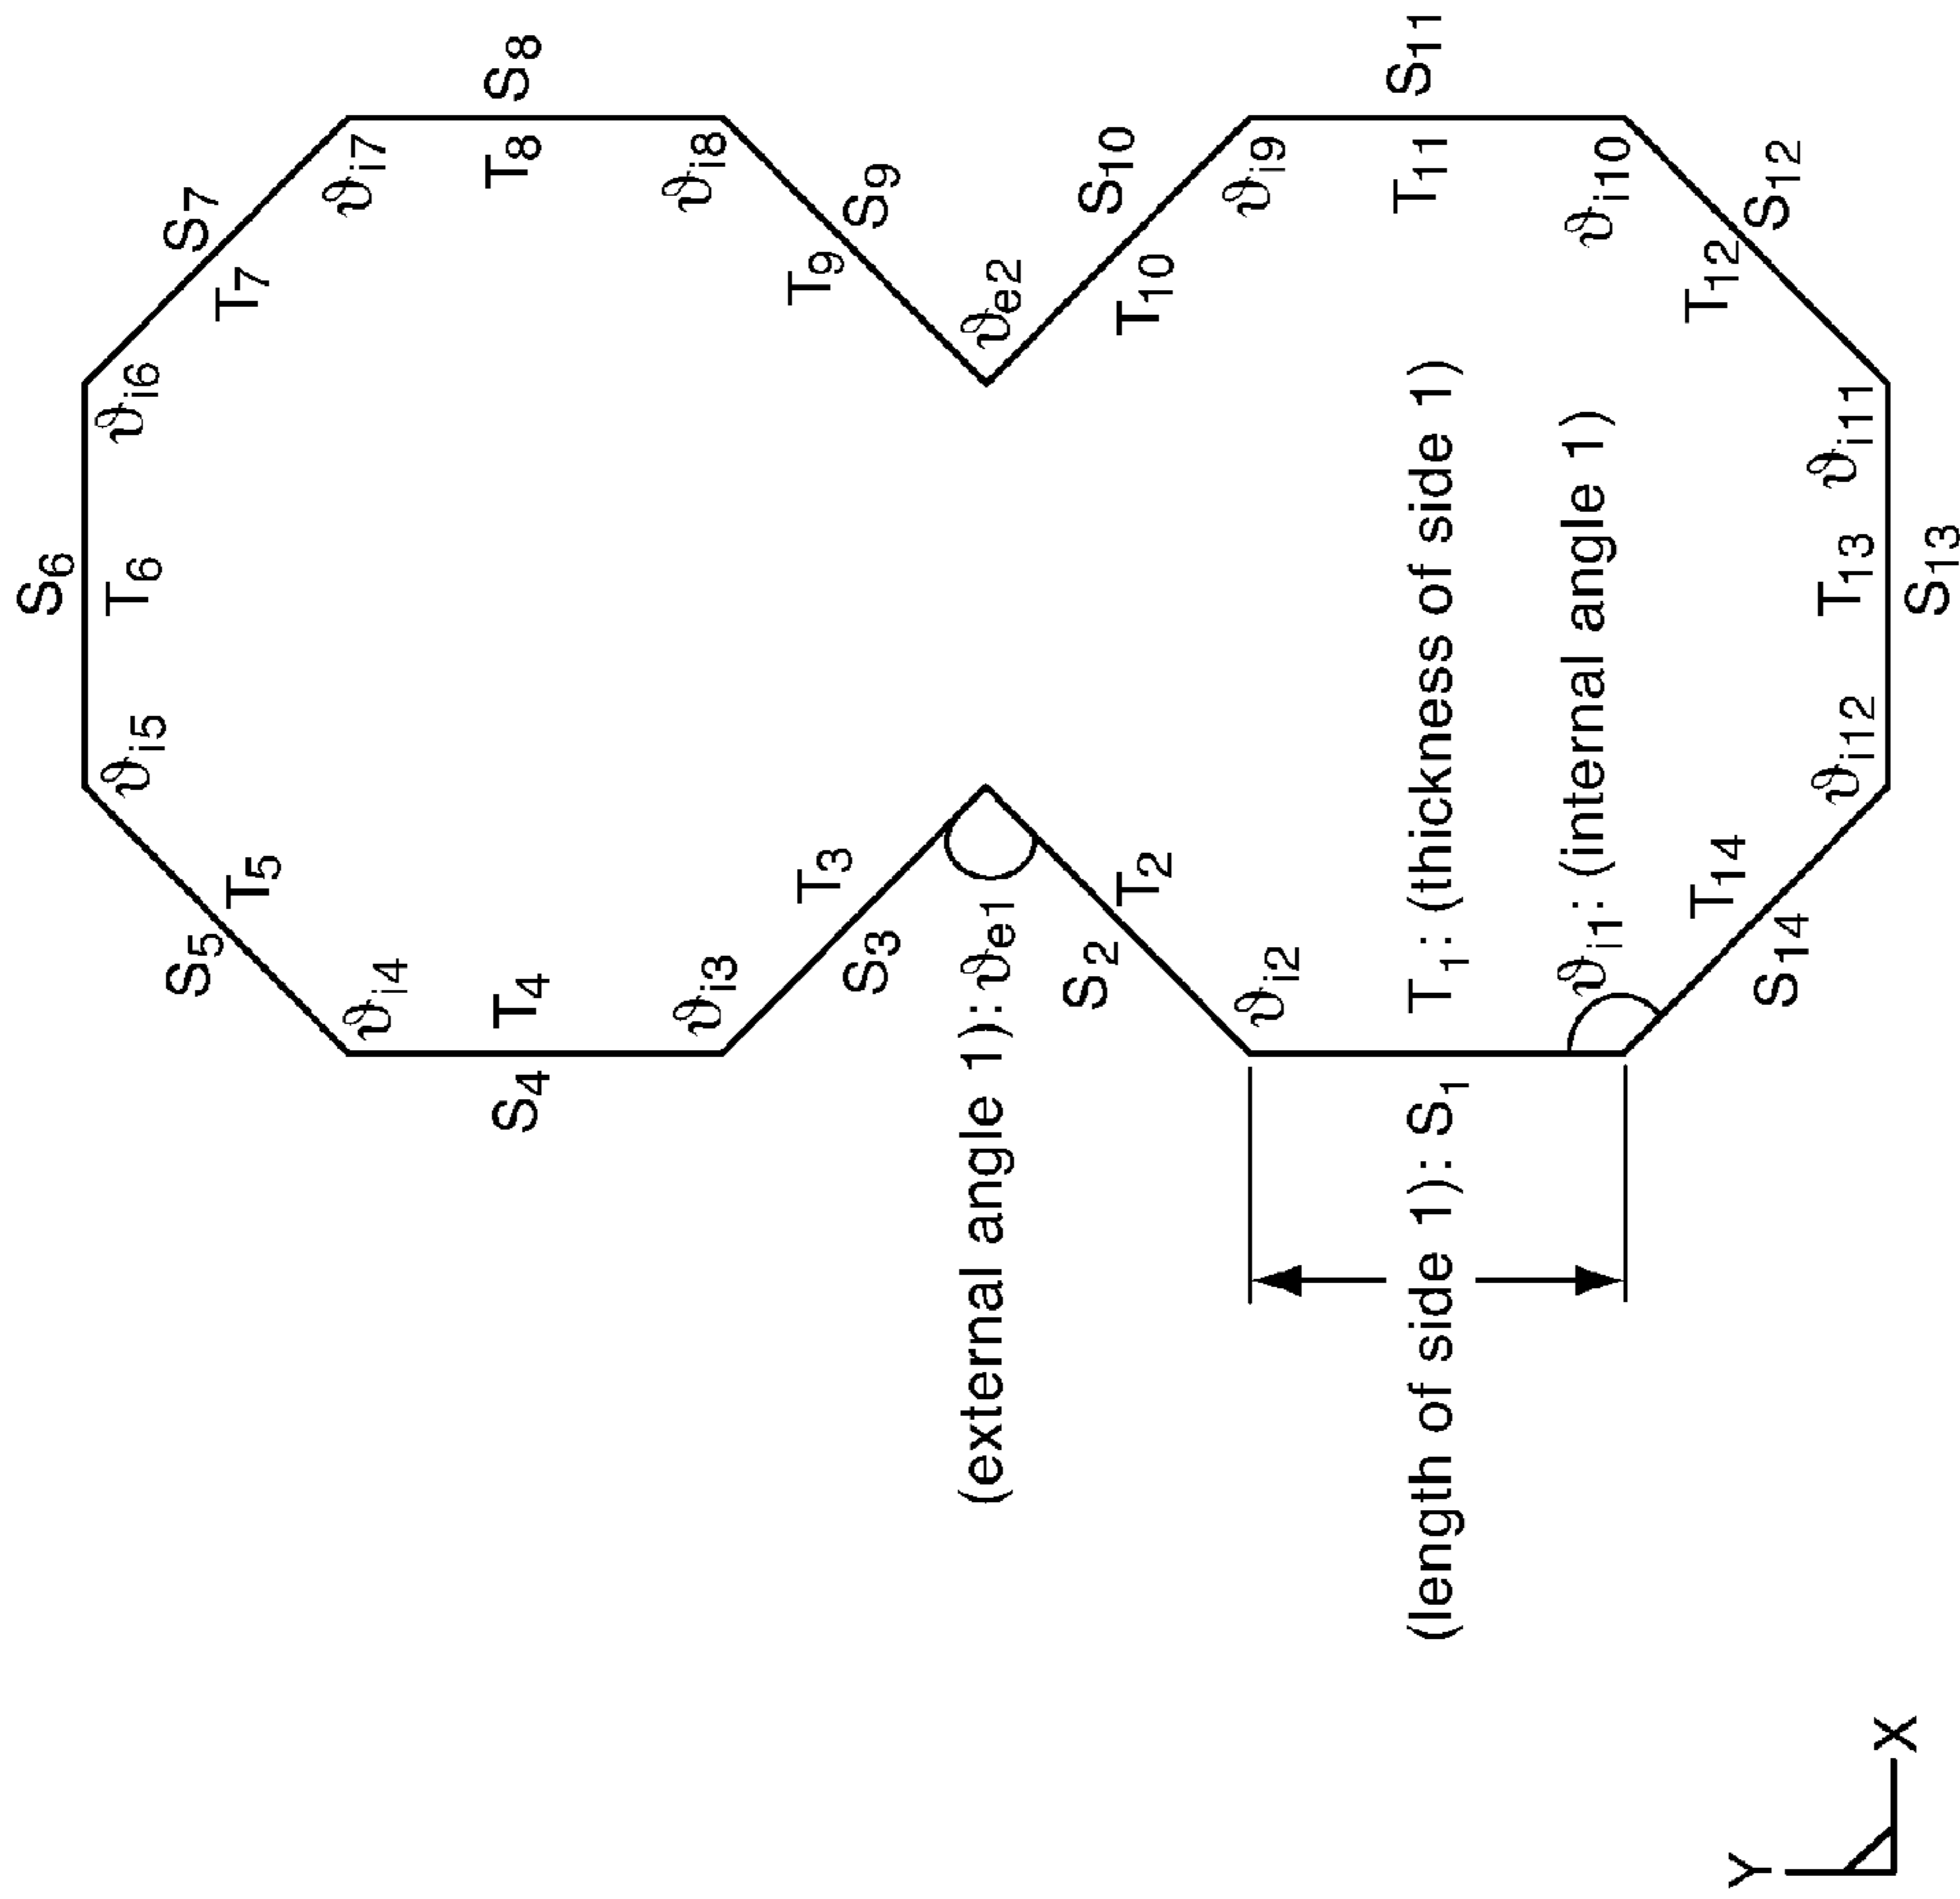 S6
T6
S5
T5
S7
T7
ϑi5
ϑi6
ϑi4
ϑi7
S4
T4
T8
S8
ϑi3
ϑi8
S3
T3
T9
S9
(external angle 1):ϑe1
ϑe2
S2
T2
T10
S10
ϑi2
ϑi9
(length of side 1):S1
T1:(thickness of side 1)
T11
S11
ϑi1:(internal angle 1)
ϑi10
S14
T14
T12
S12
ϑi12
ϑi11
T13
S13
Y
X